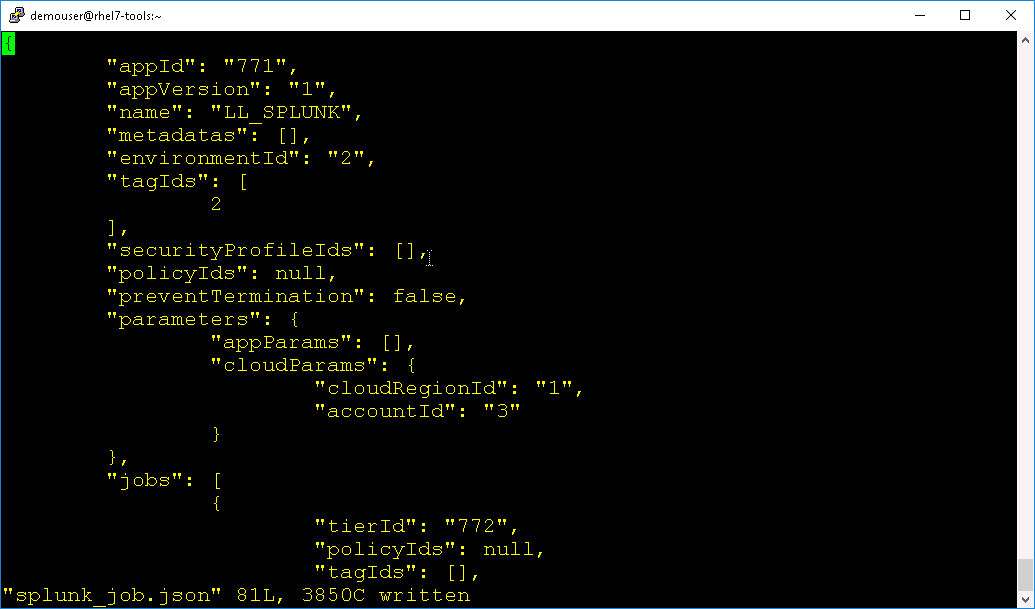 demouser@rhel7-tools:~
{
        "appId": "771",
        "appVersion": "1",
        "name": "LL_SPLUNK",
        "metadatas": [],
        "environmentId": "2",
        "tagIds": [
                2
        ],
        "securityProfileIds": [],
        "policyIds": null,
        "preventTermination": false,
        "parameters": {
                "appParams": [],
                "cloudParams": {
                        "cloudRegionId": "1",
                        "accountId": "3"
                }
        },
        "jobs": [
                {
                        "tierId": "772",
                        "policyIds": null,
                        "tagIds": [],
"splunk_job.json" 81L, 3850C written